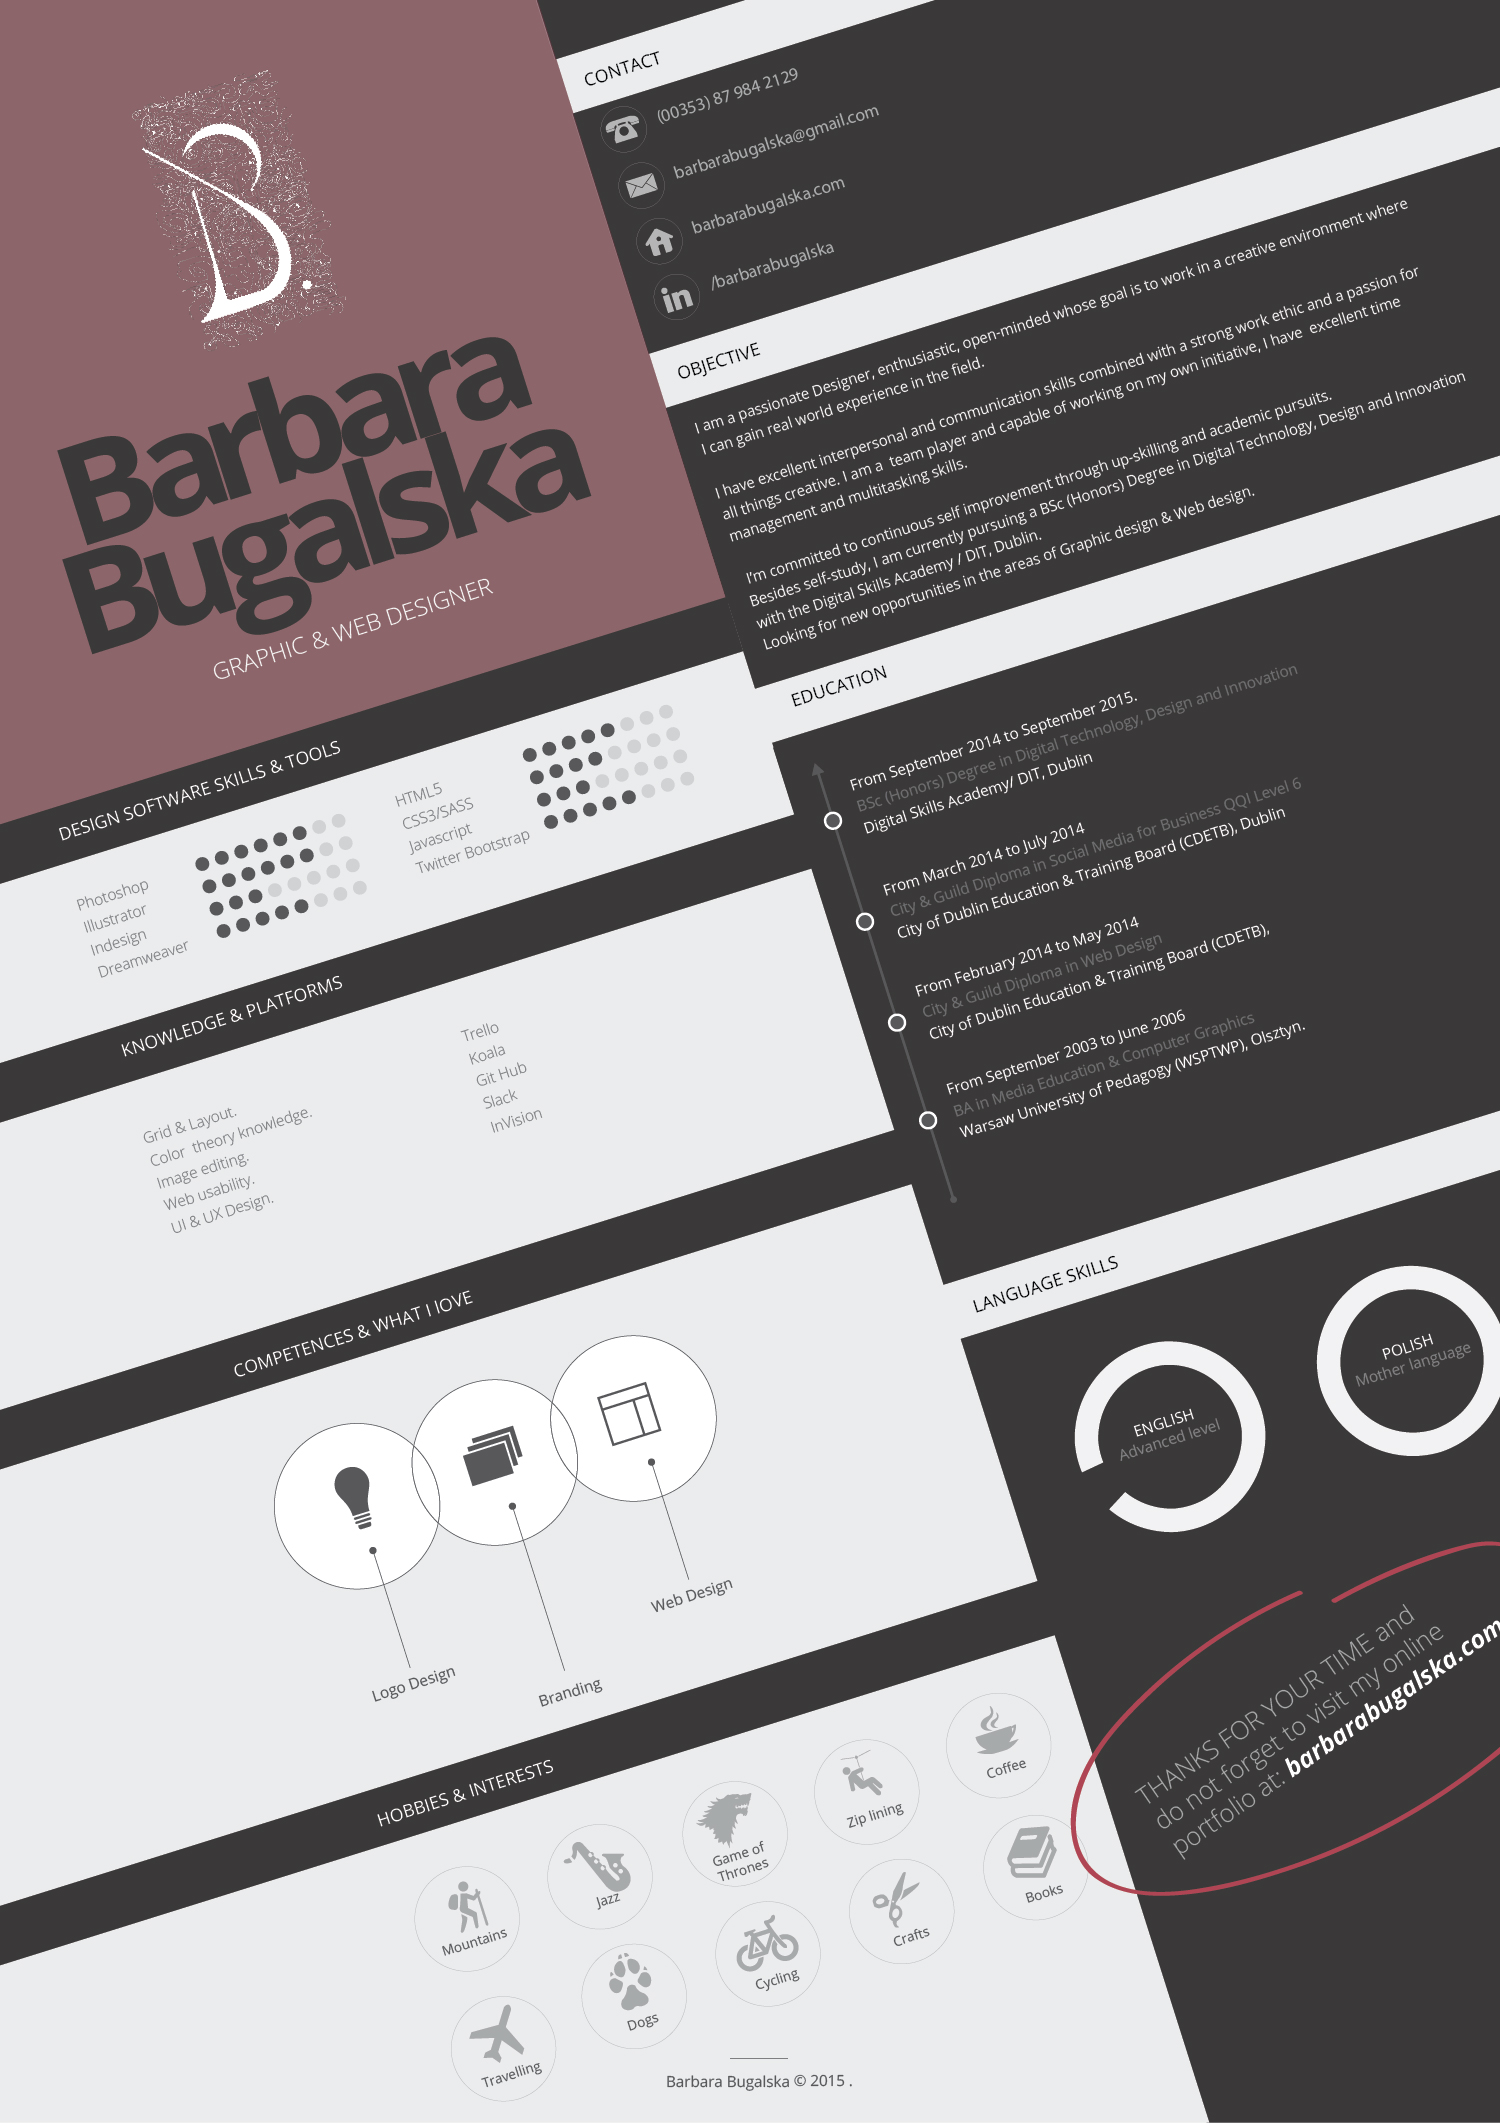 B.
Barbara
Bugalska
GRAPHIC & WEB DESIGNER
DESIGN SOFTWARE SKILLS & TOOLS
Photoshop
Illustrator
Indesign
Dreamweaver
HTML5
CSS3/SASS
Javascript
Twitter Bootstrap
KNOWLEDGE & PLATFORMS
Grid & Layout.
Color  theory knowledge.
Image editing.
Web usability.
UI & UX Design.
Trello
Koala
Git Hub
Slack
InVision
COMPETENCES & WHAT I lOVE
Logo Design
Branding
Web Design
HOBBIES & INTERESTS
Mountains
Jazz
Game of
Thrones
Zip lining
Coffee
Travelling
Dogs
Cycling
Crafts
Books
Barbara Bugalska © 2015 .
CONTACT
(00353) 87 984 2129
barbarabugalska@gmail.com
barbarabugalska.com
in
/barbarabugalska
OBJECTIVE
I am a passionate Designer, enthusiastic, open-minded whose goal is to work in a creative environment where
I can gain real world experience in the field.
I have excellent interpersonal and communication skills combined with a strong work ethic and a passion for
all things creative. I am a  team player and capable of working on my own initiative, I have  excellent time
management and multitasking skills.
I'm committed to continuous self improvement through up-skilling and academic pursuits.
Besides self-study, I am currently pursuing a BSc (Honors) Degree in Digital Technology, Design and Innovation
with the Digital Skills Academy / DIT, Dublin.
Looking for new opportunities in the areas of Graphic design & Web design.
EDUCATION
From September 2014 to September 2015.
BSc (Honors) Degree in Digital Technology, Design and Innovation
Digital Skills Academy/ DIT, Dublin
From March 2014 to July 2014
City & Guild Diploma in Social Media for Business QQI Level 6
City of Dublin Education & Training Board (CDETB), Dublin
From February 2014 to May 2014
City & Guild Diploma in Web Design
City of Dublin Education & Training Board (CDETB),
From September 2003 to June 2006
BA in Media Education & Computer Graphics
Warsaw University of Pedagogy (WSPTWP), Olsztyn.
LANGUAGE SKILLS
ENGLISH
Advanced level
POLISH
Mother language
THANKS FOR YOUR TIME and
do not forget to visit my online
portfolio at: barbarabugalska.com